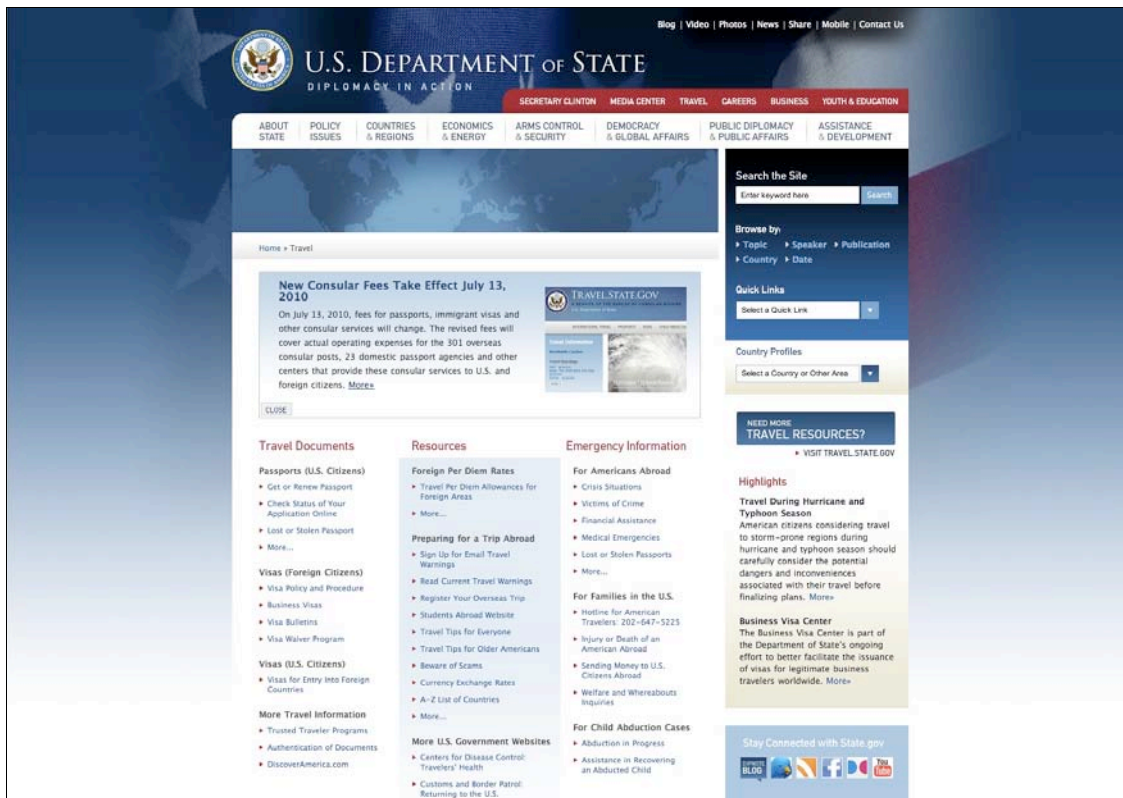 Blog | Video | Photos | News | Share | Mobile | Contact Us
U.S. DEPARTMENT OF STATE
DIPLOMACY IN ACTION
SECRETARY CLINTON MEDIA CENTER TRAVEL CAREERS BUSINESS YOUTH & EDUCATION
ABOUT STATE
POLICY ISSUES
COUNTRIES & REGIONS
ECONOMICS & ENERGY
ARMS CONTROL & SECURITY
DEMOCRACY & GLOBAL AFFAIRS
PUBLIC DIPLOMACY & PUBLIC AFFAIRS
ASSISTANCE & DEVELOPMENT
Home » Travel
New Consular Fees Take Effect July 13,
2010
On July 13, 2010, fees for passports, immigrant visas and
other consular services will change. The revised fees will
cover actual operating expenses for the 301 overseas
consular posts, 23 domestic passport agencies and other
centers that provide these consular services to U.S. and
foreign citizens. More»
TRAVEL.STATE.GOV
CLOSE
Travel Documents
Passports (U.S. Citizens)
Get or Renew Passport
Check Status of Your
Application Online
Lost or Stolen Passport
More...
Visas (Foreign Citizens)
Visa Policy and Procedure
Business Visas
Visa Bulletins
Visa Waiver Program
Visas (U.S. Citizens)
Visas for Entry Into Foreign
Countries
More Travel Information
Trusted Traveler Programs
Authentication of Documents
DiscoverAmerica.com
Resources
Foreign Per Diem Rates
Travel Per Diem Allowances for
Foreign Areas
More...
Preparing for a Trip Abroad
Sign Up for Email Travel
Warnings
Read Current Travel Warnings
Register Your Overseas Trip
Students Abroad Website
Travel Tips for Everyone
Travel Tips for Older Americans
Beware of Scams
Currency Exchange Rates
A-Z List of Countries
More...
More U.S. Government Websites
Centers for Disease Control:
Travelers' Health
Customs and Border Patrol:
Returning to the U.S.
Emergency Information
For Americans Abroad
Crisis Situations
Victims of Crime
Financial Assistance
Medical Emergencies
Lost or Stolen Passports
More...
For Families in the U.S.
Hotline for American
Travelers: 202-647-5225
Injury or Death of an
American Abroad
Sending Money to U.S.
Citizens Abroad
Welfare and Whereabouts
Inquiries
For Child Abduction Cases
Abduction in Progress
Assistance in Recovering
an Abducted Child
Search the Site
Enter keyword here Search
Browse by:
Topic Speaker Publication
Country Date
Quick Links
Select a Quick Link
Country Profiles
Select a Country or Other Area
NEED MORE
TRAVEL RESOURCES?
VISIT TRAVEL.STATE.GOV
Highlights
Travel During Hurricane and
Typhoon Season
American citizens considering travel
to storm-prone regions during
hurricane and typhoon season should
carefully consider the potential
dangers and inconveniences
associated with their travel before
finalizing plans. More»
Business Visa Center
The Business Visa Center is part of
the Department of State's ongoing
effort to better facilitate the issuance
of visas for legitimate business
travelers worldwide. More»
Stay Connected with State.gov
BLOG
You
Tube